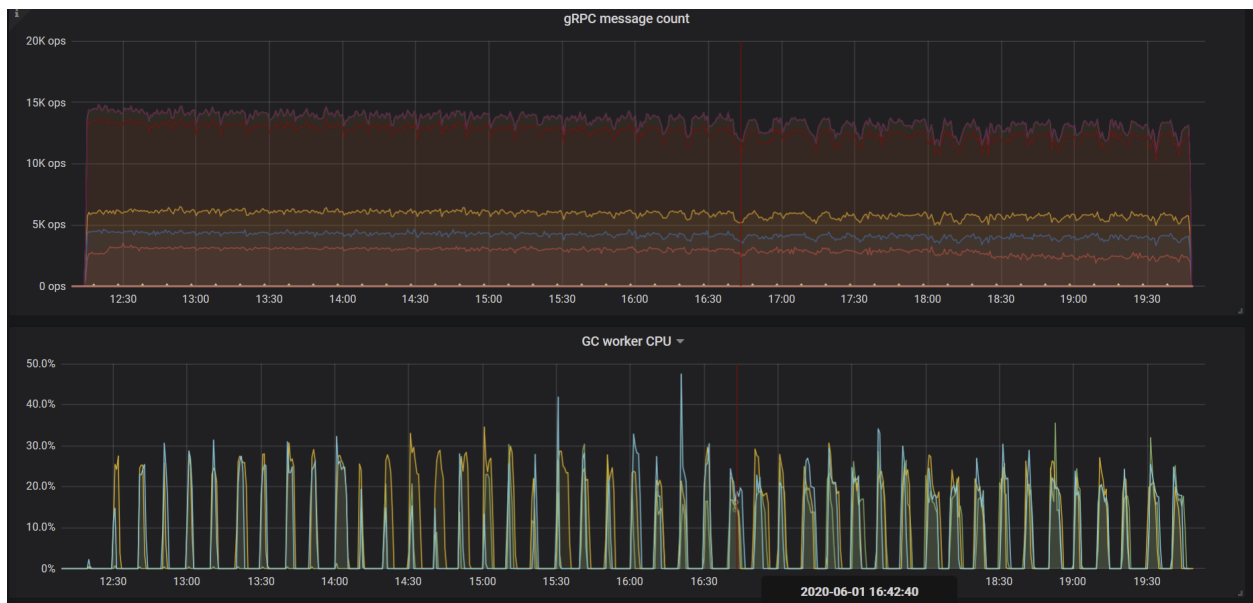 i
gRPC message count
20K ops
15K ops
10K ops
5K ops
0 ops
12:30 13:00 13:30 14:00 14:30 15:00 15:30 16:00 16:30 17:00 17:30 18:00 18:30 19:00 19:30
GC worker CPU
50.0%
40.0%
30.0%
20.0%
10.0%
0%
12:30 13:00 13:30 14:00 14:30 15:00 15:30 16:00 16:30 18:30 19:00 19:30
2020-06-01 16:42:40